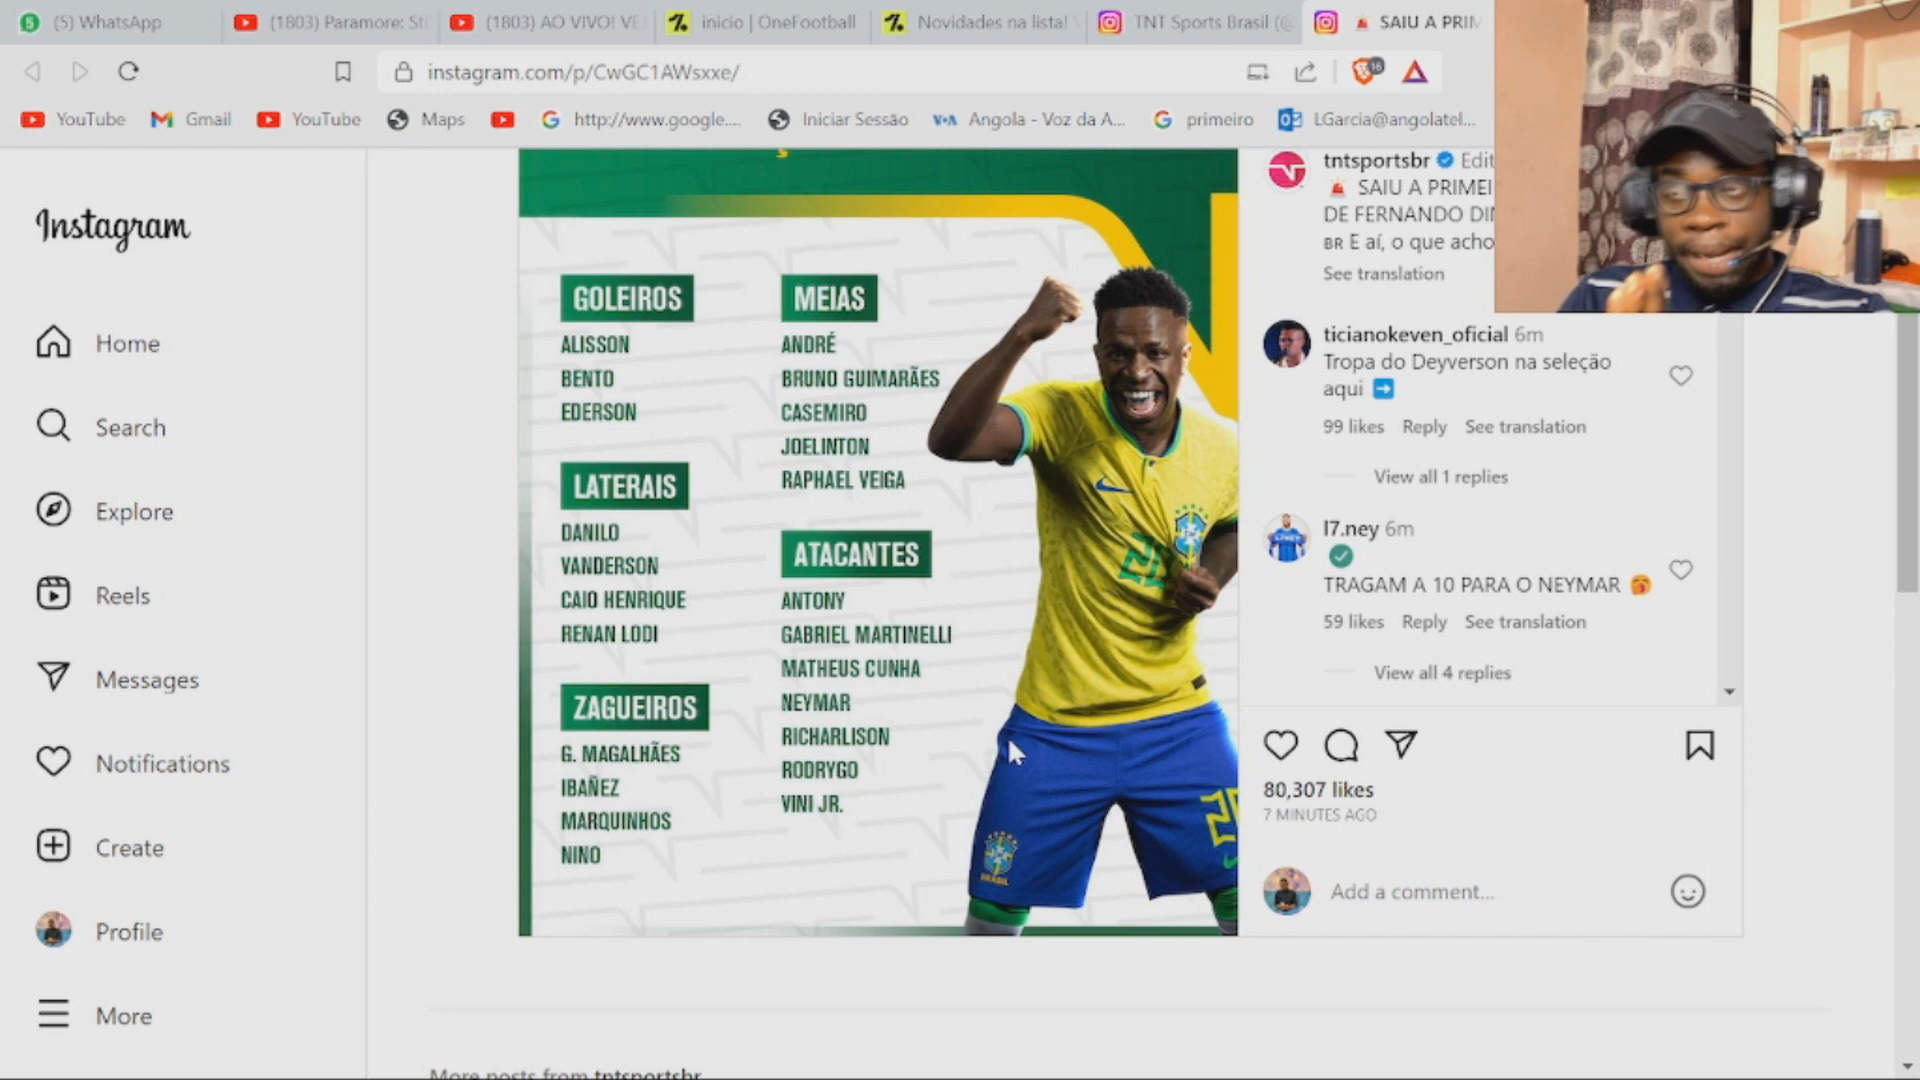 (5) WhatsApp
(1803) Paramore: Sti
(1803) AO VIVO! VE
inicio | OneFootball
Novidades na lista!
TNT Sports Brasil (@
SAIU A PRIM
instagram.com/p/CwGC1AWsxxe/
16
YouTube
Gmail
YouTube
Maps
http://www.google....
Iniciar Sessão
VOA Angola - Voz da A...
primeiro
LGarcia@angolatel...
Instagram
Home
Search
Explore
Reels
Messages
Notifications
Create
Profile
More
GOLEIROS
ALISSON
BENTO
EDERSON
LATERAIS
DANILO
VANDERSON
CAIO HENRIQUE
RENAN LODI
ZAGUEIROS
G. MAGALHÃES
IBAÑEZ
MARQUINHOS
NINO
MEIAS
ANDRÉ
BRUNO GUIMARÃES
CASEMIRO
JOELINTON
RAPHAEL VEIGA
ATACANTES
ANTONY
GABRIEL MARTINELLI
MATHEUS CUNHA
NEYMAR
RICHARLISON
RODRYGO
VINI JR.
BRASIL
tntsportsbr Edit
🚨 SAIU A PRIMEI
DE FERNANDO DI
BR E aí, o que acho
See translation
ticianokeven_oficial 6m
Tropa do Deyverson na seleção
aqui ➡️
99 likes Reply See translation
View all 1 replies
l7.ney 6m
TRAGAM A 10 PARA O NEYMAR
59 likes Reply See translation
View all 4 replies
80,307 likes
7 MINUTES AGO
Add a comment...
More posts from tntsportsbr